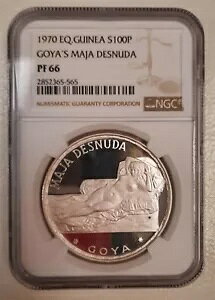 1970 EQ.GUINEA S100P
GOYA'S MAJA DESNUDA
PF 66
2852365-565
NUMISMATIC GUARANTY CORPORATION
NGC
MAJA DESNUDA
GOYA